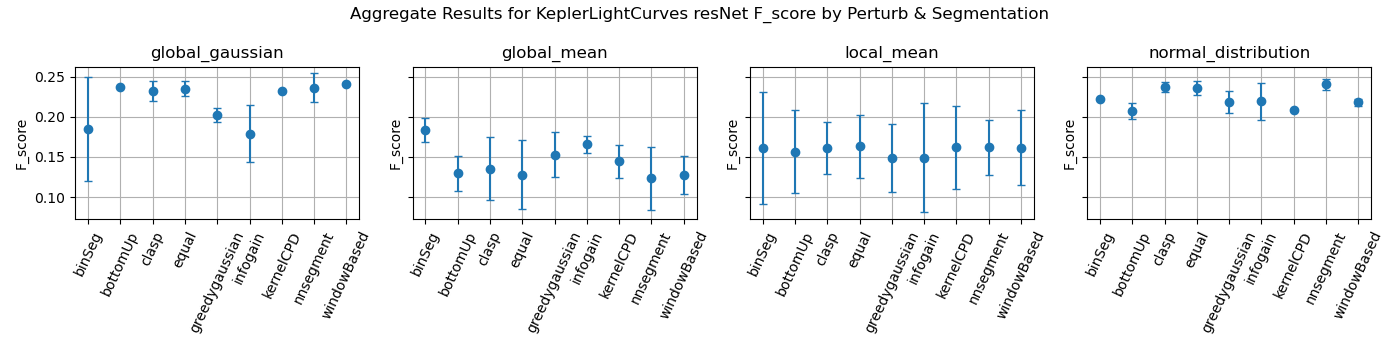 Aggregate Results for KeplerLightCurves resNet F_score by Perturb & Segmentation
global_gaussian
global_mean
local_mean
normal_distribution
F_score
F_score
F_score
F_score
0.25
0.20
0.15
0.10
binSeg
bottomUp
clasp
equal
greedygaussian
infogain
kernelCPD
nnsegment
windowBased
binSeg
bottomUp
clasp
equal
greedygaussian
infogain
kernelCPD
nnsegment
windowBased
binSeg
bottomUp
clasp
equal
greedygaussian
infogain
kernelCPD
nnsegment
windowBased
binSeg
bottomUp
clasp
equal
greedygaussian
infogain
kernelCPD
nnsegment
windowBased